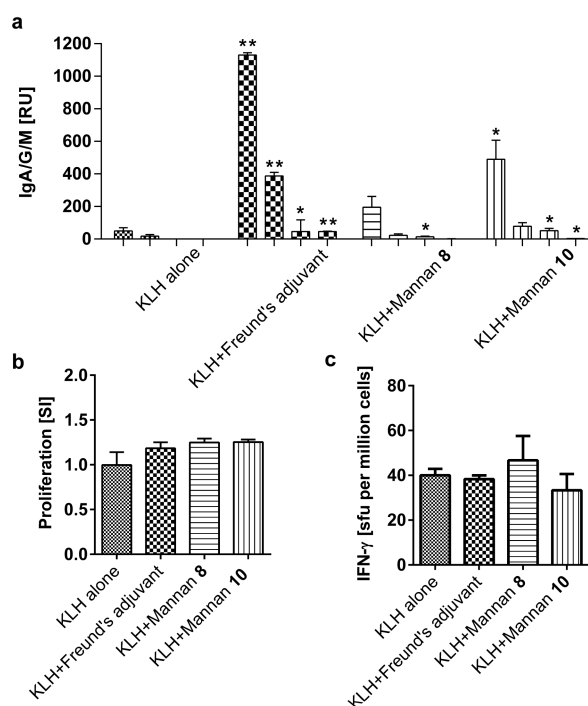 a
IgA/G/M [RU]
1200
1000
800
600
400
200
0
**
**
*
**
*
*
*
*
KLH alone
KLH+Freund's adjuvant
KLH+Mannan 8
KLH+Mannan 10
b
Proliferation [SI]
2.0
1.5
1.0
0.5
0.0
KLH alone
KLH+Freund's adjuvant
KLH+Mannan 8
KLH+Mannan 10
c
IFN-γ [sfu per million cells]
80
60
40
20
0
KLH alone
KLH+Freund's adjuvant
KLH+Mannan 8
KLH+Mannan 10